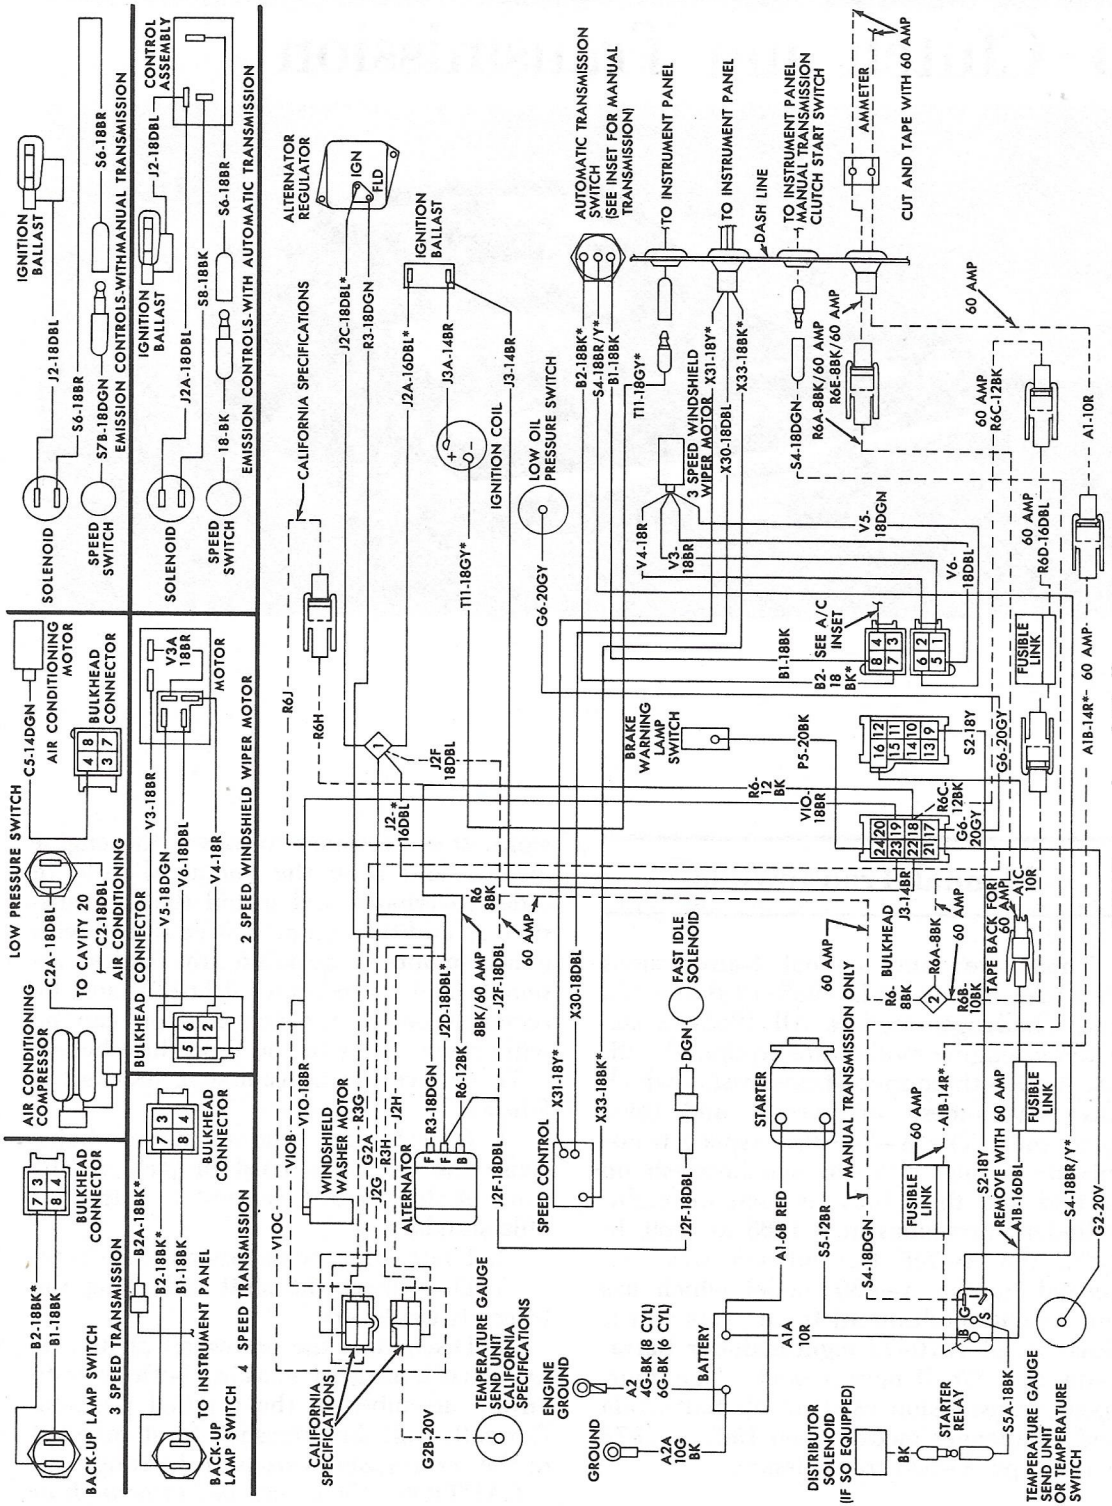 BACK-UP LAMP SWITCH
B2-18BK*
B1-18BK
7 3
8 4
BULKHEAD
CONNECTOR
3 SPEED TRANSMISSION
BACK-UP
LAMP SWITCH
TO INSTRUMENT PANEL
B2A-18BK*
B2-18BK*
B1-18BK
7 3
8 4
BULKHEAD
CONNECTOR
4 SPEED TRANSMISSION
AIR CONDITIONING
COMPRESSOR
LOW PRESSURE SWITCH
C2A-18DBL
C2-18DBL
TO CAVITY 20
AIR CONDITIONING
C5-14DGN
AIR CONDITIONING
MOTOR
BULKHEAD
CONNECTOR
4 8
3 7
BULKHEAD CONNECTOR
5 6
1 2
V3-18BR
V5-18DGN
V6-18DBL
V4-18R
V3A
18BR
MOTOR
2 SPEED WINDSHIELD WIPER MOTOR
SOLENOID
J2-18DBL
IGNITION
BALLAST
S6-18BR
S6-18BR
SPEED
SWITCH
S7B-18DGN
EMISSION CONTROLS-WITHMANUAL TRANSMISSION
SOLENOID
J2A-18DBL
IGNITION
BALLAST
J2-18DBL
CONTROL
ASSEMBLY
S8-18BK
S6-18BR
SPEED
SWITCH
18-BK
EMISSION CONTROLS-WITH AUTOMATIC TRANSMISSION
CALIFORNIA
SPECIFICATIONS
V1OC
V1OB
V1O-18BR
WINDSHIELD
WASHER MOTOR
R3G
G2A
J2G
R3H
J2H
R6J
R6H
CALIFORNIA SPECIFICATIONS
ALTERNATOR
REGULATOR
IGN
FLD
J2C-18DBL*
R3-18DGN
1
J2F
18DBL
J2-*
16DBL
J2A-16DBL*
IGNITION
BALLAST
J3A-14BR
J3-14BR
IGNITION COIL
+
-
T11-18GY*
ALTERNATOR
F
F
B
R3-18DGN
J2D-18DBL*
R6-12BK
8BK/60 AMP
J2F-18DBL
R6
8BK
60 AMP
J2F-18DBL
G2B-20V
TEMPERATURE GAUGE
SEND UNIT
CALIFORNIA
SPECIFICATIONS
SPEED CONTROL
X31-18Y*
X30-18DBL
X33-18BK*
LOW OIL
PRESSURE SWITCH
G6-20GY
AUTOMATIC TRANSMISSION
SWITCH
(SEE INSET FOR MANUAL
TRANSMISSION)
B2-18BK*
S4-18BR/Y*
B1-18BK
TO INSTRUMENT PANEL
T11-18GY*
3 SPEED WINDSHIELD
WIPER MOTOR
X31-18Y*
X30-18DBL
X33-18BK*
TO INSTRUMENT PANEL
DASH LINE
TO INSTRUMENT PANEL
MANUAL TRANSMISSION
CLUTCH START SWITCH
S4-18DGN
R6A-8BK/60 AMP
R6E-8BK/60 AMP
AMMETER
CUT AND TAPE WITH 60 AMP
60 AMP
60 AMP
R6C-12BK
A1-10R
V4-18R
V3-
18BR
V5-
18DGN
V6-
18DBL
60 AMP
R6D-16DBL
FUSIBLE
LINK
60 AMP
A1B-14R*
B1-18BK
B2-
18
BK*
SEE A/C
INSET
8 4
7 3
6 2
5 1
BRAKE
WARNING
LAMP
SWITCH
P5-20BK
16 12
15 11
14 10
13 9
S2-18Y
G6-20GY
R6-
12
BK
V1O-
18BR
24 20
23 19
22 18
21 17
R6C-
12BK
G6-
20GY
J3-14BR
BULKHEAD
R6-
8BK
2
R6A-8BK
60 AMP
R6B-
10BK
TAPE BACK FOR
60 AMP
A1C
10R
60 AMP
MANUAL TRANSMISSION ONLY
FAST IDLE
SOLENOID
DGN
J2F-18DBL
STARTER
ENGINE
GROUND
GROUND
A2
4G-BK (8 CYL)
6G-BK (6 CYL)
A2A
10G
BK
BATTERY
A1-6B RED
S5-12BR
A1A
10R
S4-18DGN
FUSIBLE
LINK
60 AMP
A1B-14R*
S2-18Y
REMOVE WITH 60 AMP
A1B-16DBL
FUSIBLE
LINK
S4-18BR/Y*
G2-20V
B
G
I
S
DISTRIBUTOR
SOLENOID
(IF SO EQUIPPED)
BK
STARTER
RELAY
S5A-18BK
TEMPERATURE GAUGE
SEND UNIT
OR TEMPERATURE
SWITCH